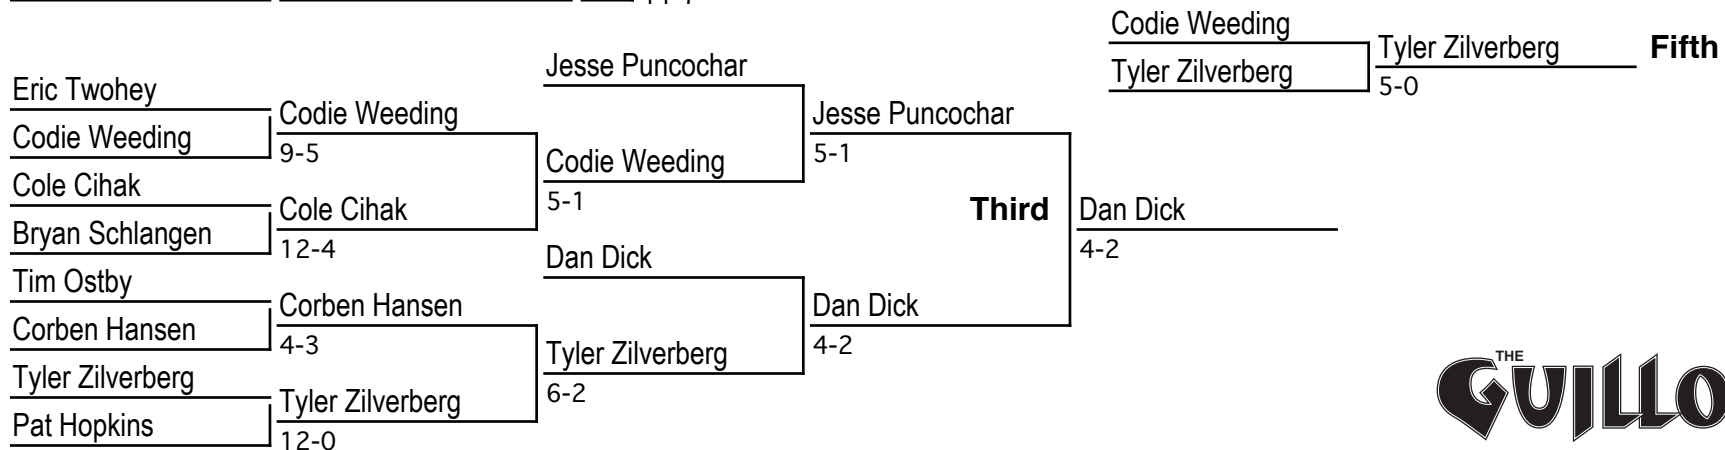 Codie Weeding
Tyler Zilverberg
Tyler Zilverberg
5-0
Fifth
Eric Twohey
Codie Weeding
Cole Cihak
Bryan Schlangen
Tim Ostby
Corben Hansen
Tyler Zilverberg
Pat Hopkins
Codie Weeding
9-5
Cole Cihak
12-4
Corben Hansen
4-3
Tyler Zilverberg
12-0
Jesse Puncochar
Codie Weeding
5-1
Dan Dick
Tyler Zilverberg
6-2
Jesse Puncochar
5-1
Dan Dick
4-2
Third
Dan Dick
4-2
THE
GUILLO